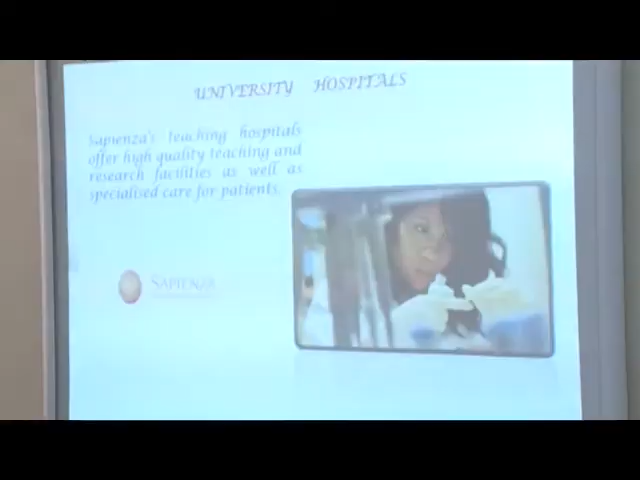 UNIVERSITY HOSPITALS
Sapienza's teaching hospitals
offer high quality teaching and
research facilities as well as
specialised care for patients.
SAPIENZA